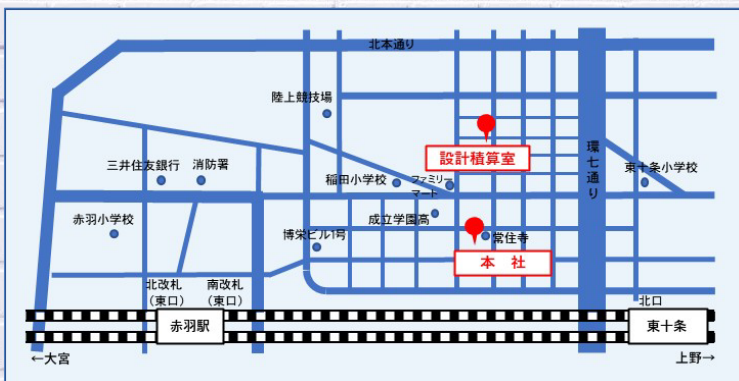 北本通り
陸上競技場
設計積算室
環七通り
三井住友銀行
消防署
稲田小学校
ファミリー
マート
東十条小学校
赤羽小学校
成立学園高
博栄ビル1号
常住寺
本 社
北改札
(東口)
南改札
(東口)
北口
赤羽駅
東十条
←大宮
上野→